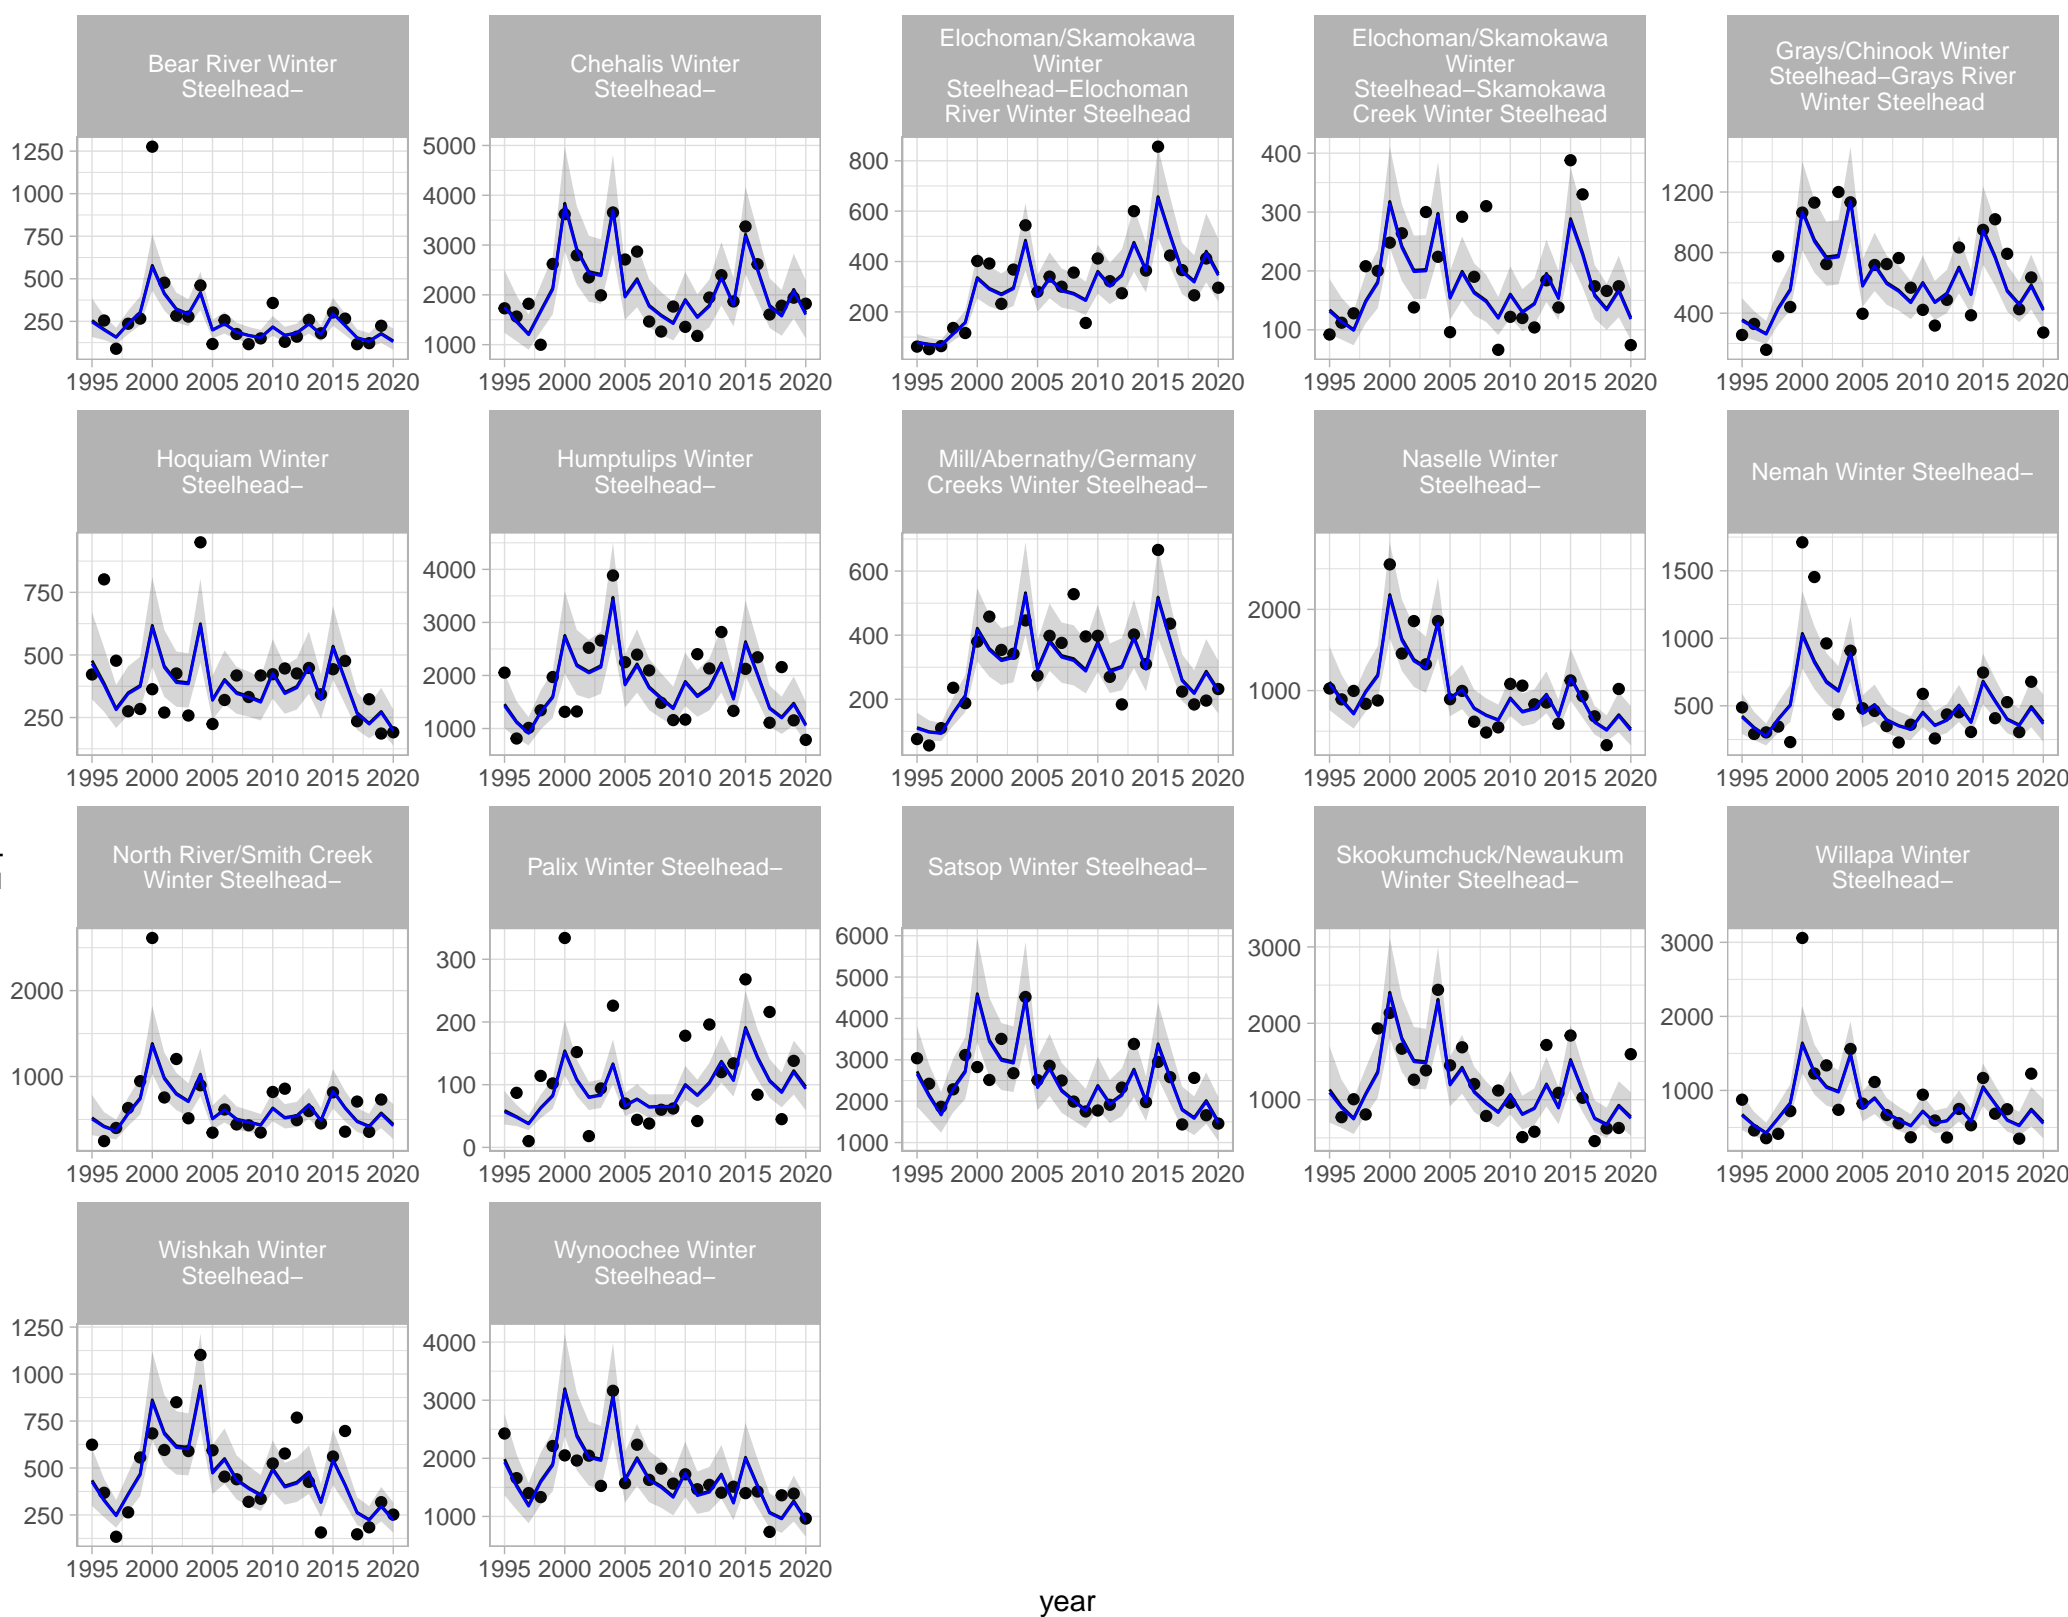 Bear River Winter
Steelhead–
Chehalis Winter
Steelhead–
Elochoman/Skamokawa
Winter
Steelhead–Elochoman
River Winter Steelhead
Elochoman/Skamokawa
Winter
Steelhead–Skamokawa
Creek Winter Steelhead
Grays/Chinook Winter
Steelhead–Grays River
Winter Steelhead
1250
1000
750
500
250
5000
4000
3000
2000
1000
800
600
400
200
400
300
200
100
1200
800
400
1995 2000 2005 2010 2015 2020
1995 2000 2005 2010 2015 2020
1995 2000 2005 2010 2015 2020
1995 2000 2005 2010 2015 2020
1995 2000 2005 2010 2015 2020
Hoquiam Winter
Steelhead–
Humptulips Winter
Steelhead–
Mill/Abernathy/Germany
Creeks Winter Steelhead–
Naselle Winter
Steelhead–
Nemah Winter Steelhead–
750
500
250
4000
3000
2000
1000
600
400
200
2000
1000
1500
1000
500
1995 2000 2005 2010 2015 2020
1995 2000 2005 2010 2015 2020
1995 2000 2005 2010 2015 2020
1995 2000 2005 2010 2015 2020
1995 2000 2005 2010 2015 2020
North River/Smith Creek
Winter Steelhead–
Palix Winter Steelhead–
Satsop Winter Steelhead–
Skookumchuck/Newaukum
Winter Steelhead–
Willapa Winter
Steelhead–
2000
1000
300
200
100
0
6000
5000
4000
3000
2000
1000
3000
2000
1000
3000
2000
1000
1995 2000 2005 2010 2015 2020
1995 2000 2005 2010 2015 2020
1995 2000 2005 2010 2015 2020
1995 2000 2005 2010 2015 2020
1995 2000 2005 2010 2015 2020
Wishkah Winter
Steelhead–
Wynoochee Winter
Steelhead–
1250
1000
750
500
250
4000
3000
2000
1000
1995 2000 2005 2010 2015 2020
1995 2000 2005 2010 2015 2020
year